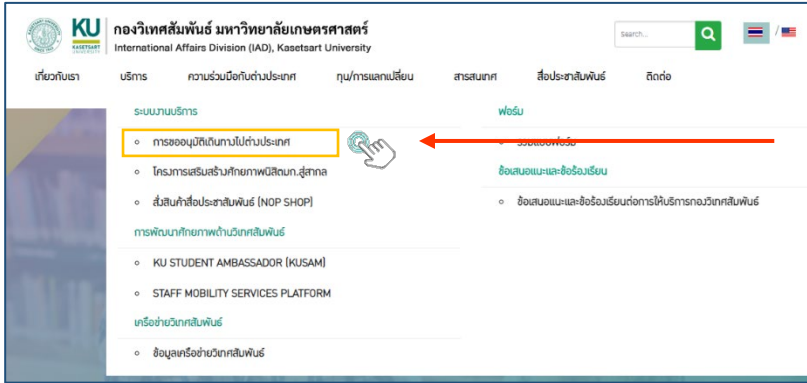 KU
KASETSART
UNIVERSITY
กองวิเทศสัมพันธ์ มหาวิทยาลัยเกษตรศาสตร์
International Affairs Division (IAD), Kasetsart University
Search...
/
เกี่ยวกับเรา บริการ ความร่วมมือกับต่างประเทศ ทุน/การแลกเปลี่ยน สารสนเทศ สื่อประชาสัมพันธ์ ติดต่อ
ระบบงานบริการ
การขออนุมัติเดินทางไปต่างประเทศ
โครงการเสริมสร้างศักยภาพนิสิตมก.สู่สากล
สั่งสินค้าสื่อประชาสัมพันธ์ (NOP SHOP)
การพัฒนาศักยภาพด้านวิเทศสัมพันธ์
KU STUDENT AMBASSADOR (KUSAM)
STAFF MOBILITY SERVICES PLATFORM
เครือข่ายวิเทศสัมพันธ์
ข้อมูลเครือข่ายวิเทศสัมพันธ์
ฟอร์ม
รวมแบบฟอร์ม
ข้อเสนอแนะและข้อร้องเรียน
ข้อเสนอแนะและข้อร้องเรียนต่อการให้บริการกองวิเทศสัมพันธ์